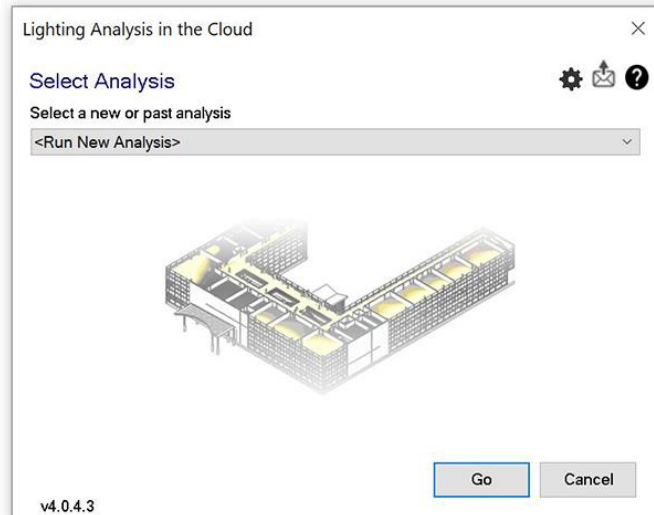 Lighting Analysis in the Cloud
Select Analysis
?
Select a new or past analysis
<Run New Analysis>
Go
Cancel
v4.0.4.3